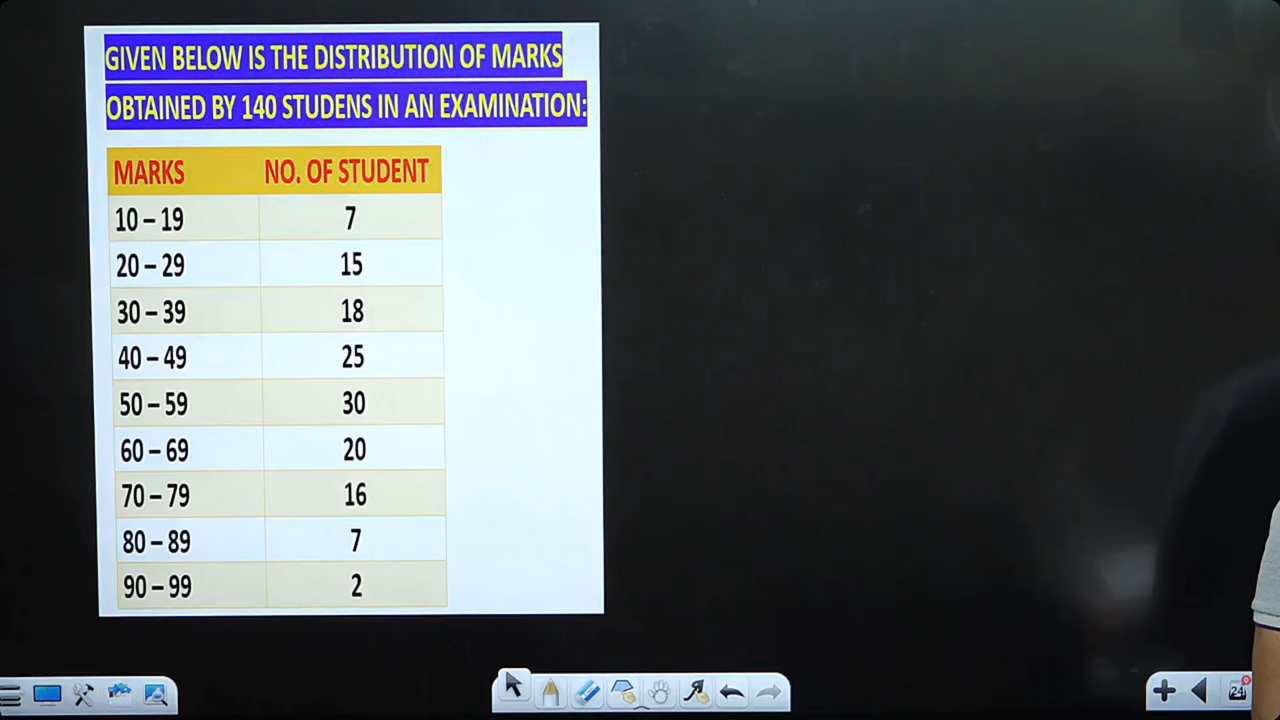 GIVEN BELOW IS THE DISTRIBUTION OF MARKS
OBTAINED BY 140 STUDENS IN AN EXAMINATION:
MARKS NO. OF STUDENT
10 – 19 7
20 – 29 15
30 – 39 18
40 – 49 25
50 – 59 30
60 – 69 20
70 – 79 16
80 – 89 7
90 – 99 2
24